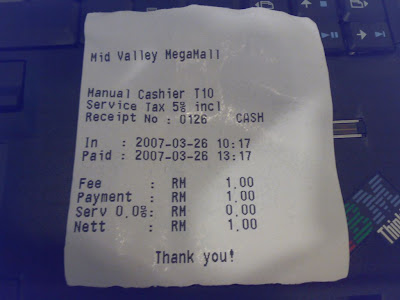 Mid Valley MegaMall
Manual Cashier T10
Service Tax 5% incl
Receipt No : 0126 CASH
In : 2007-03-26 10:17
Paid : 2007-03-26 13:17
Fee : RM 1.00
Payment : RM 1.00
Serv 0.0%: RM 0.00
Nett : RM 1.00
Thank you!
Think